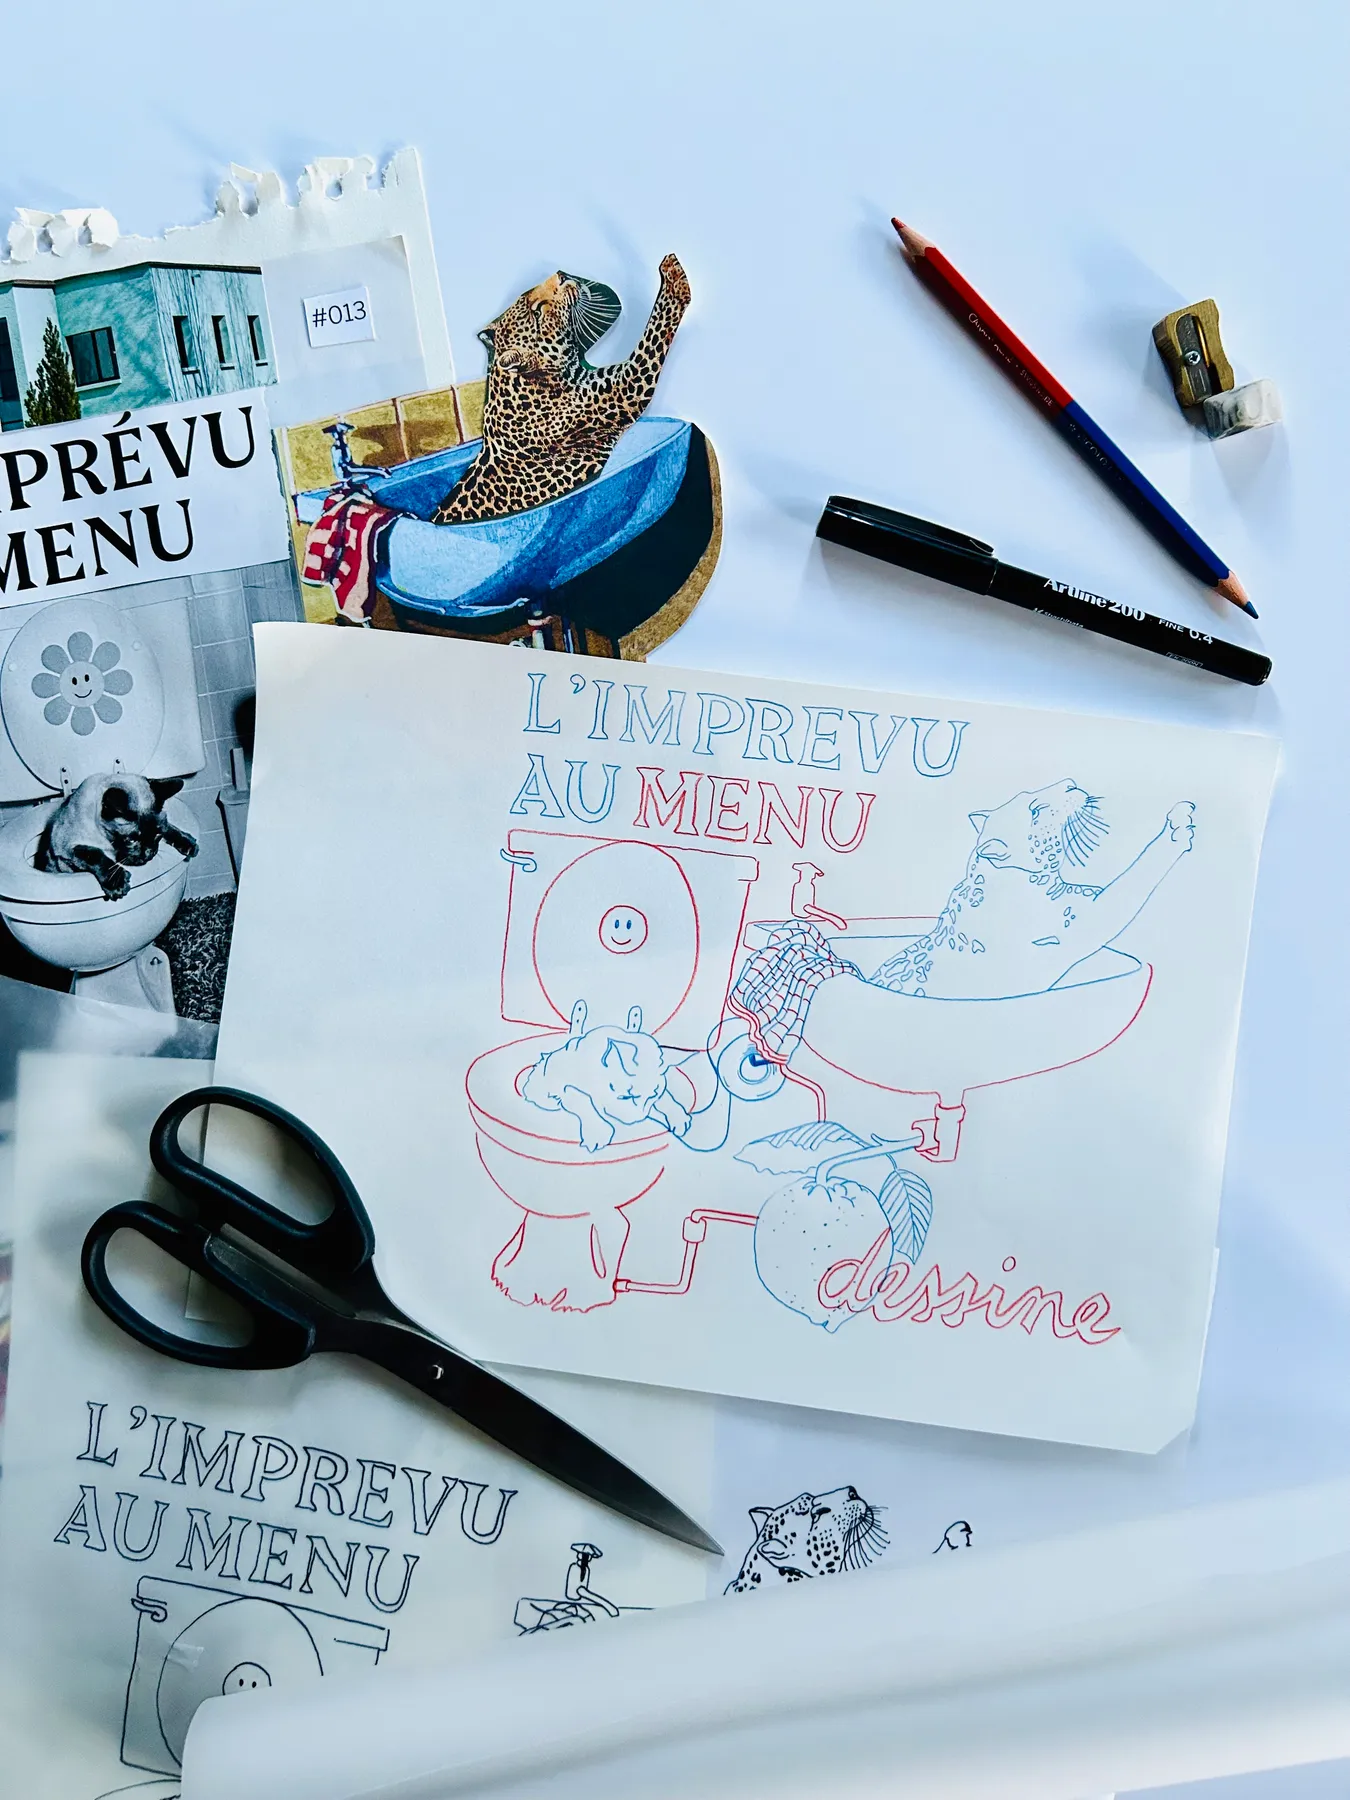 #013
PRÉVU
MENU
Artline 200 FINE 0.4
L'IMPREVU
AU MENU
dessine
L'IMPREVU
AU MENU